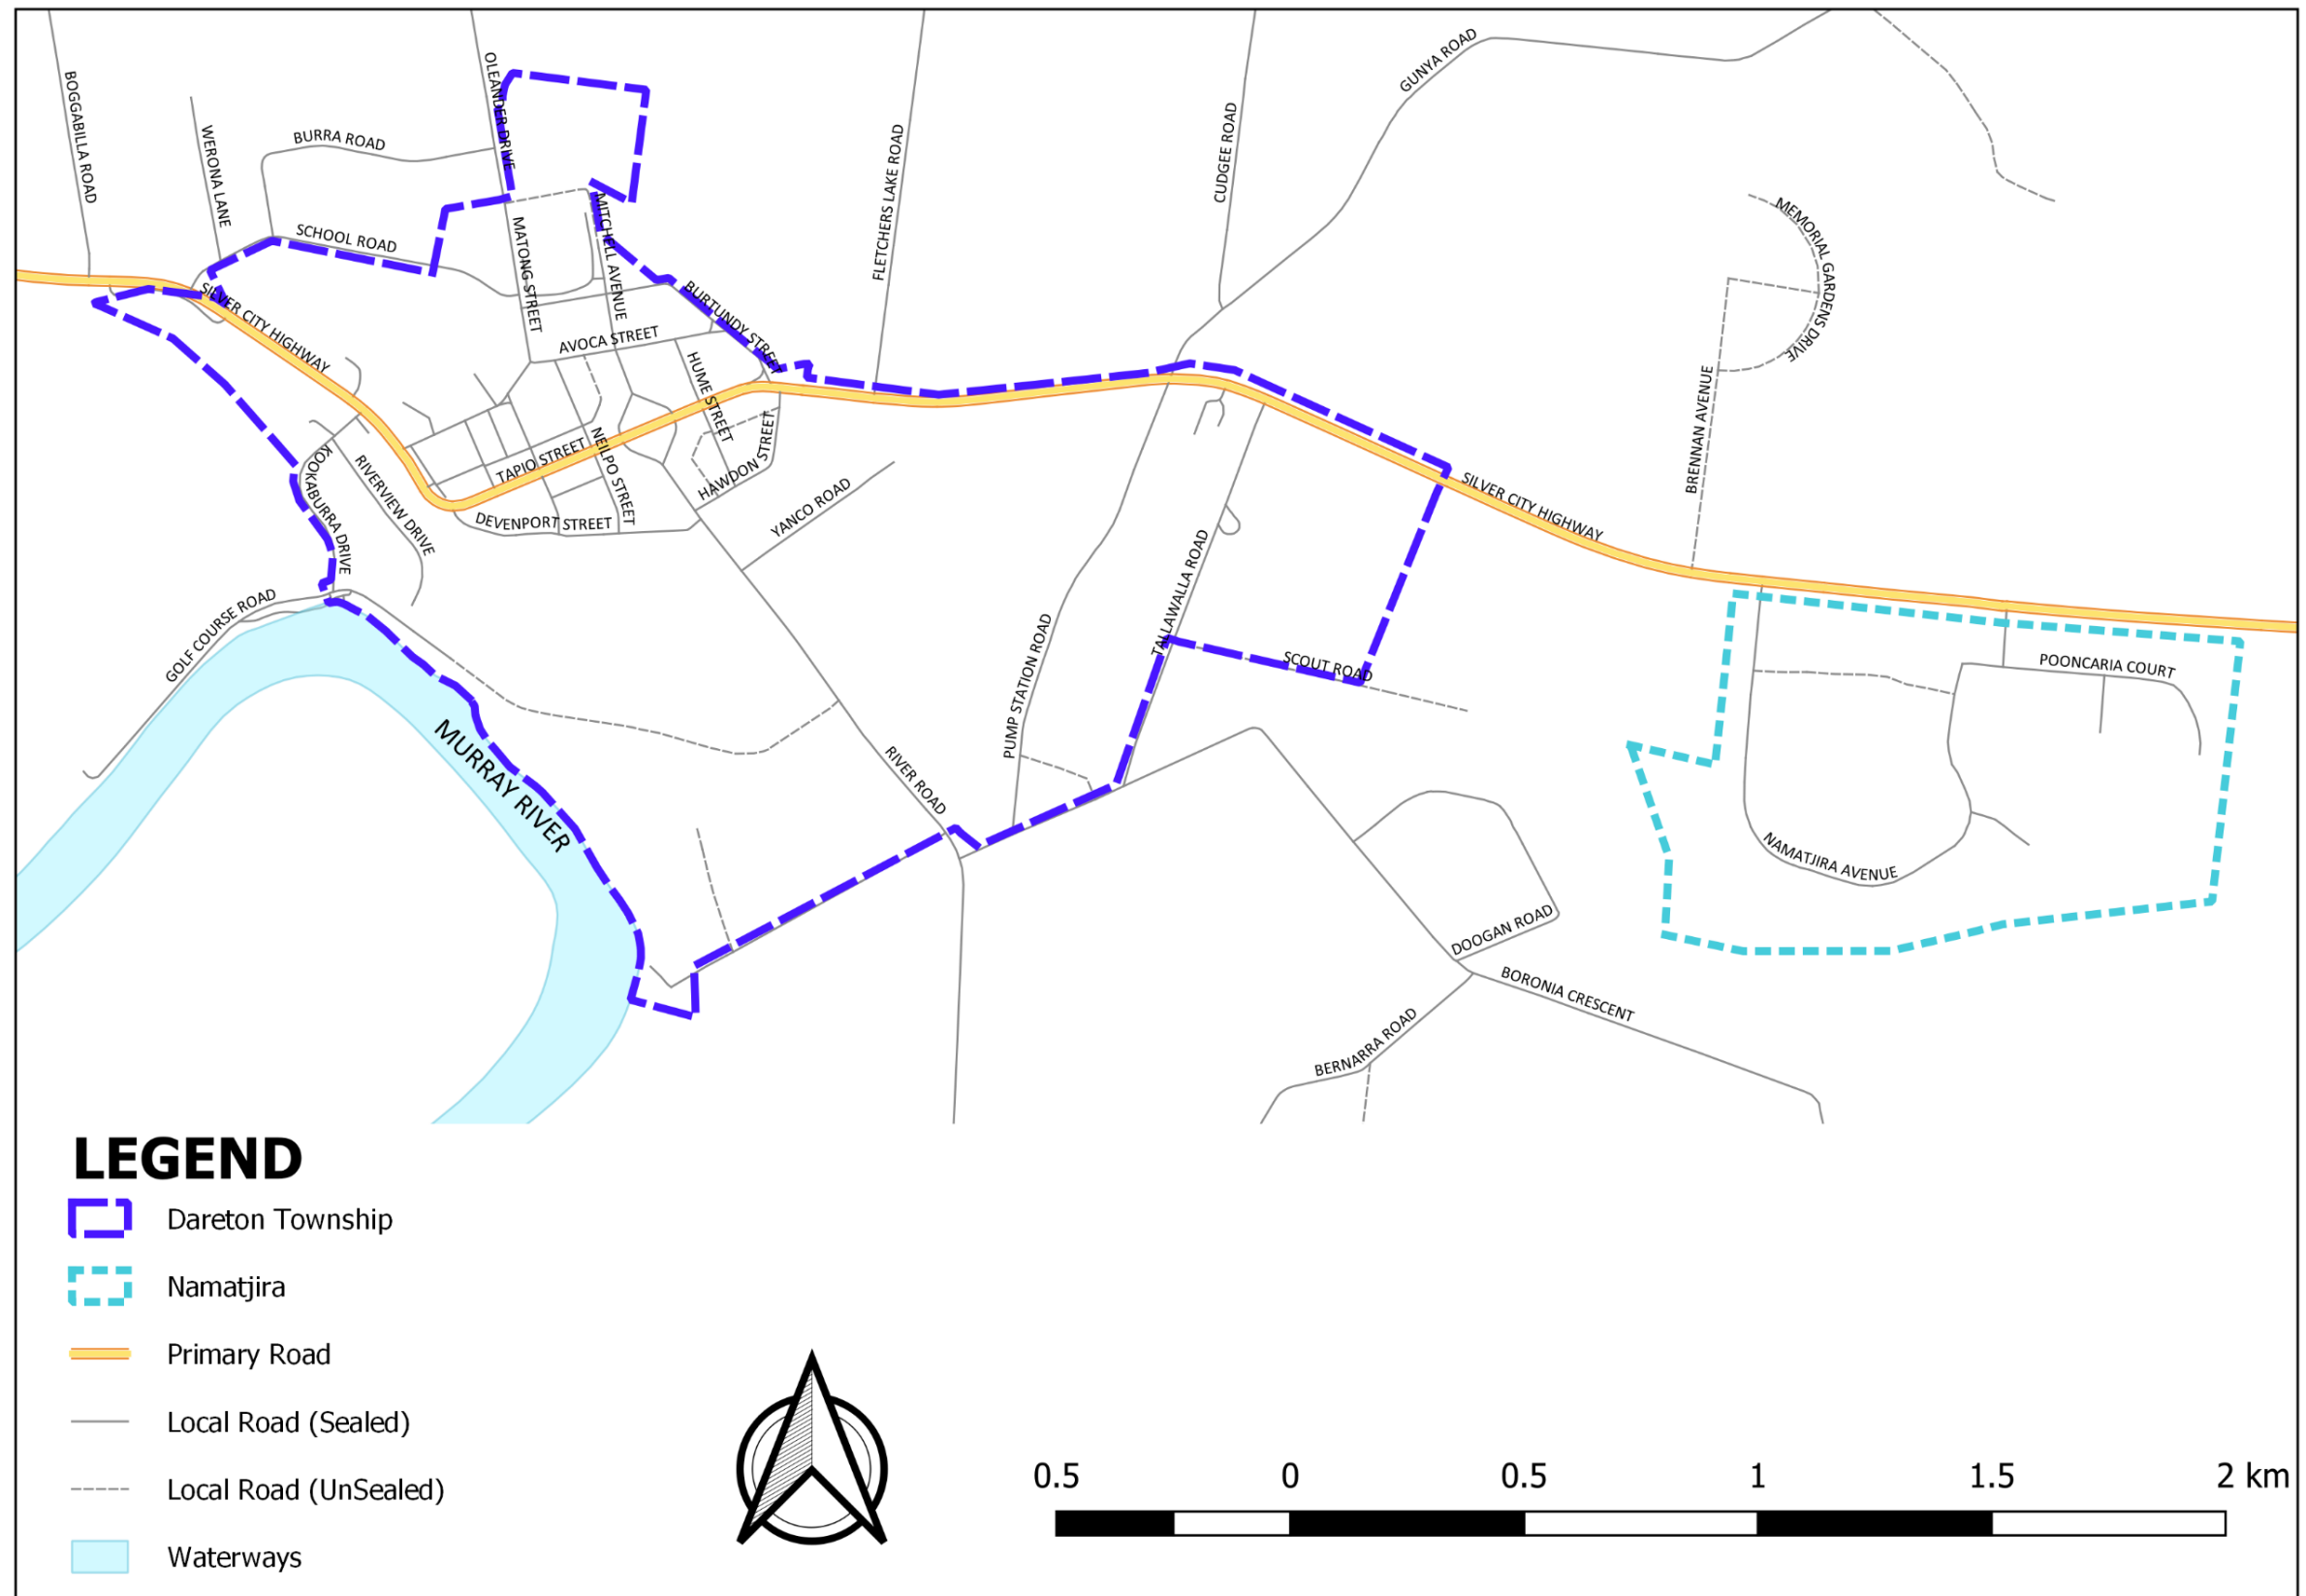 BOGGABILLA ROAD
WERONA LANE
BURRA ROAD
SCHOOL ROAD
OLEANDER DRIVE
MATONG STREET
MITCHELL AVENUE
BURTUNDY STREET
FLETCHERS LAKE ROAD
CUDGEE ROAD
GUNYA ROAD
MEMORIAL GARDENS DRIVE
BRENNAN AVENUE
SILVER CITY HIGHWAY
AVOCA STREET
HUME STREET
TAPIO STREET
NEILPO STREET
HAWDON STREET
DEVENPORT STREET
YANCO ROAD
KOOKABURRA DRIVE
RIVERVIEW DRIVE
SILVER CITY HIGHWAY
GOLF COURSE ROAD
MURRAY RIVER
RIVER ROAD
PUMP STATION ROAD
TALLAWALLA ROAD
SCOUT ROAD
POONCARIA COURT
NAMATJIRA AVENUE
DOOGAN ROAD
BORONIA CRESCENT
BERNARRA ROAD
LEGEND
Dareton Township
Namatjira
Primary Road
Local Road (Sealed)
Local Road (UnSealed)
Waterways
0.5 0 0.5 1 1.5 2 km